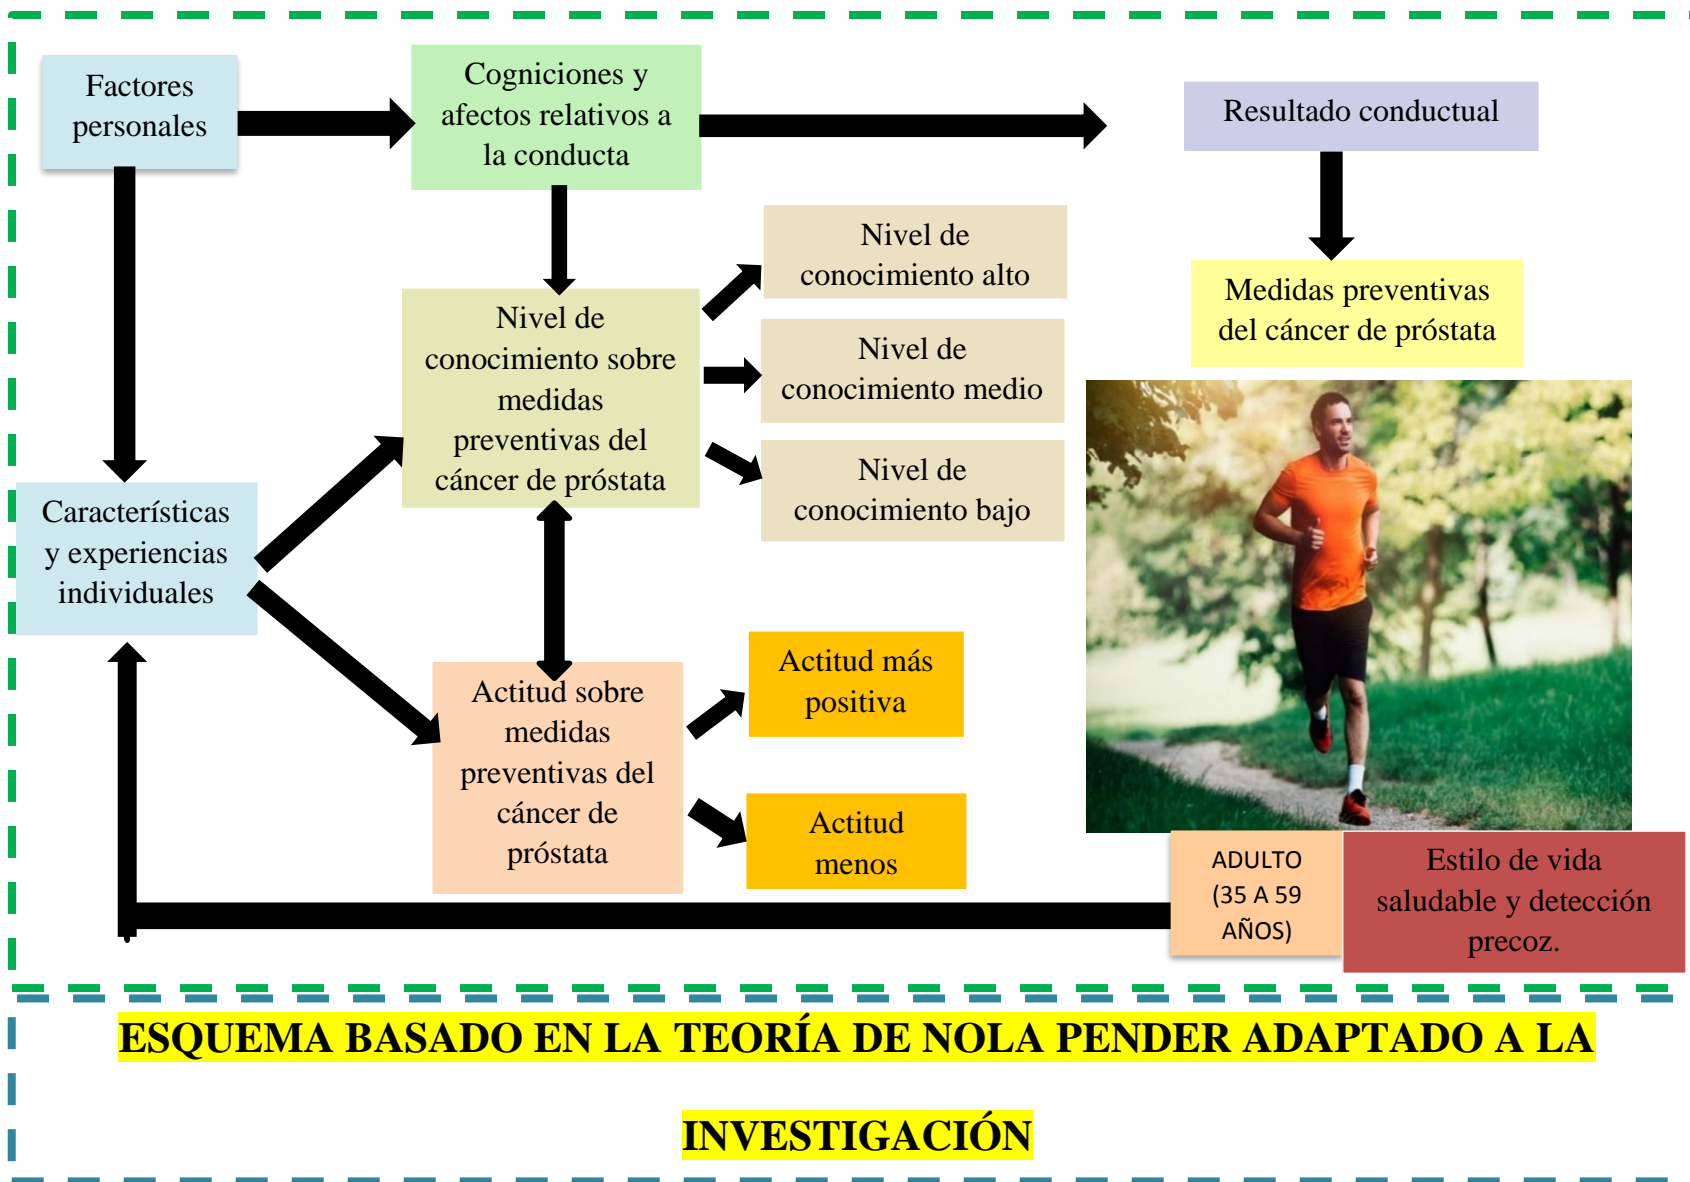 Factores
personales
Cogniciones y
afectos relativos a
la conducta
Resultado conductual
Nivel de
conocimiento alto
Medidas preventivas
del cáncer de próstata
Nivel de
conocimiento sobre
medidas
preventivas del
cáncer de próstata
Nivel de
conocimiento medio
Nivel de
conocimiento bajo
Características
y experiencias
individuales
Actitud sobre
medidas
preventivas del
cáncer de
próstata
Actitud más
positiva
Actitud
menos
ADULTO
(35 A 59
AÑOS)
Estilo de vida
saludable y detección
precoz.
ESQUEMA BASADO EN LA TEORÍA DE NOLA PENDER ADAPTADO A LA
INVESTIGACIÓN